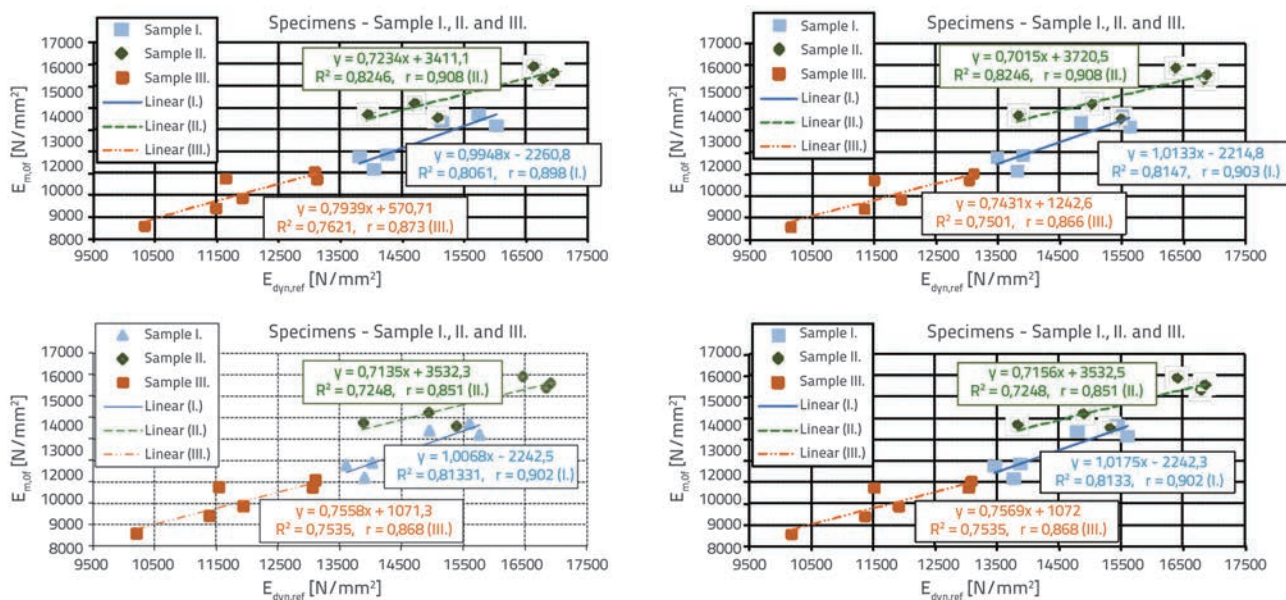 Specimens - Sample I., II. and III.
Sample I.
Sample II.
Sample III.
Linear (I.)
Linear (II.)
Linear (III.)
y = 0,7234x + 3411,1
R² = 0,8246, r = 0,908 (II.)
y = 0,9948x - 2260,8
R² = 0,8061, r = 0,898 (I.)
y = 0,7939x + 570,71
R² = 0,7621, r = 0,873 (III.)
17000
16000
15000
14000
13000
12000
11000
10000
9000
8000
E m,0f [N/mm²]
9500 10500 11500 12500 13500 14500 15500 16500 17500
E dyn,ref [N/mm²]
Specimens - Sample I., II. and III.
Sample I.
Sample II.
Sample III.
Linear (I.)
Linear (II.)
Linear (III.)
y = 0,7015x + 3720,5
R² = 0,8246, r = 0,908 (II.)
y = 1,0133x - 2214,8
R² = 0,8147, r = 0,903 (I.)
y = 0,7431x + 1242,6
R² = 0,7501, r = 0,866 (III.)
17000
16000
15000
14000
13000
12000
11000
10000
9000
8000
E m,0f [N/mm²]
9500 10500 11500 12500 13500 14500 15500 16500 17500
E dyn,ref [N/mm²]
Specimens - Sample I., II. and III.
Sample I.
Sample II.
Sample III.
Linear (I.)
Linear (II.)
Linear (III.)
y = 0,7135x + 3532,3
R² = 0,7248, r = 0,851 (II.)
y = 1,0068x - 2242,5
R² = 0,81331, r = 0,902 (I.)
y = 0,7558x + 1071,3
R² = 0,7535, r = 0,868 (III.)
17000
16000
15000
14000
13000
12000
11000
10000
9000
8000
E m,0f [N/mm²]
9500 10500 11500 12500 13500 14500 15500 16500 17500
E dyn,ref [N/mm²]
Specimens - Sample I., II. and III.
Sample I.
Sample II.
Sample III.
Linear (I.)
Linear (II.)
Linear (III.)
y = 0,7156x + 3532,5
R² = 0,7248, r = 0,851 (II.)
y = 1,0175x - 2242,3
R² = 0,8133, r = 0,902 (I.)
y = 0,7569x + 1072
R² = 0,7535, r = 0,868 (III.)
17000
16000
15000
14000
13000
12000
11000
10000
9000
8000
E m,0f [N/mm²]
9500 10500 11500 12500 13500 14500 15500 16500 17500
E dyn,ref [N/mm²]